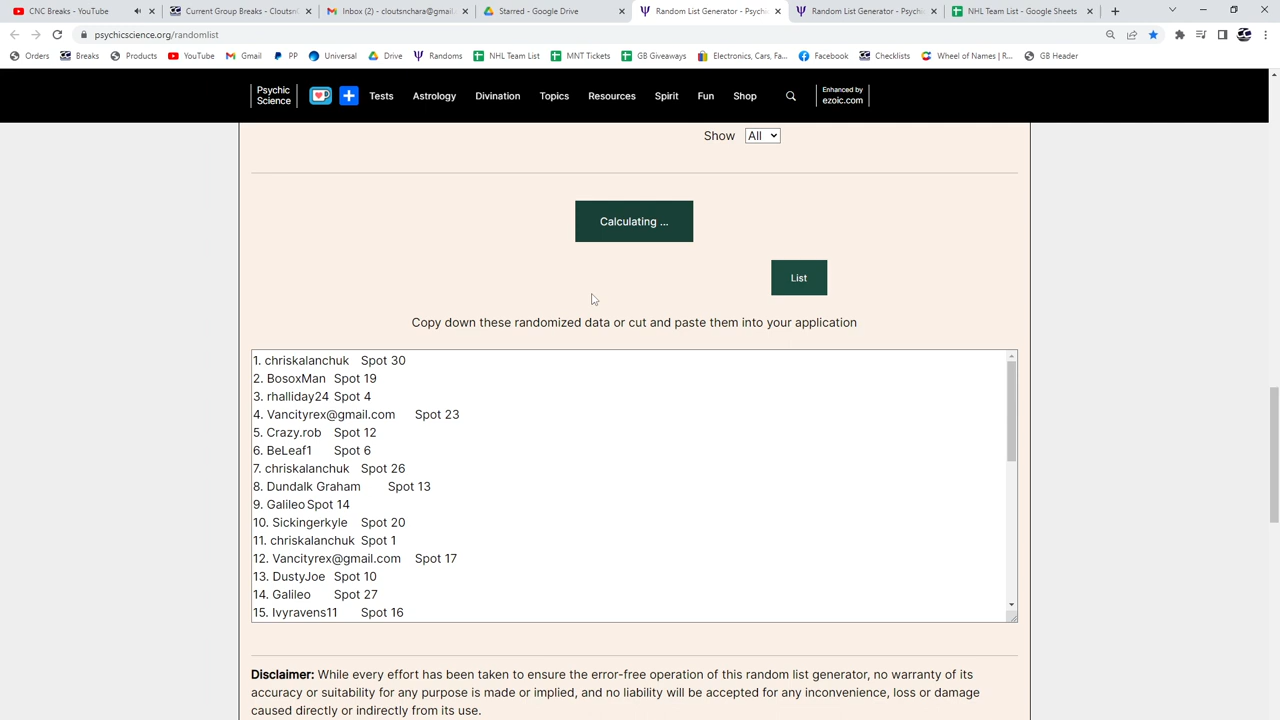 CNC Breaks - YouTube
Current Group Breaks - Cloutsn
Inbox (2) - cloutsnchara@gmail
Starred - Google Drive
Random List Generator - Psychi
Random List Generator - Psychi
NHL Team List - Google Sheets
psychicscience.org/randomlist
Orders Breaks Products YouTube Gmail PP Universal Drive Randoms NHL Team List MNT Tickets GB Giveaways Electronics, Cars, Fa... Facebook Checklists Wheel of Names | R... GB Header
Psychic Science
Tests Astrology Divination Topics Resources Spirit Fun Shop
Enhanced by ezoic.com
Show All
Calculating ...
List
Copy down these randomized data or cut and paste them into your application
1. chriskalanchuk Spot 30
2. BosoxMan Spot 19
3. rhalliday24 Spot 4
4. Vancityrex@gmail.com Spot 23
5. Crazy.rob Spot 12
6. BeLeaf1 Spot 6
7. chriskalanchuk Spot 26
8. Dundalk Graham Spot 13
9. Galileo Spot 14
10. Sickingerkyle Spot 20
11. chriskalanchuk Spot 1
12. Vancityrex@gmail.com Spot 17
13. DustyJoe Spot 10
14. Galileo Spot 27
15. Ivyravens11 Spot 16
Disclaimer: While every effort has been taken to ensure the error-free operation of this random list generator, no warranty of its
accuracy or suitability for any purpose is made or implied, and no liability will be accepted for any inconvenience, loss or damage
caused directly or indirectly from its use.